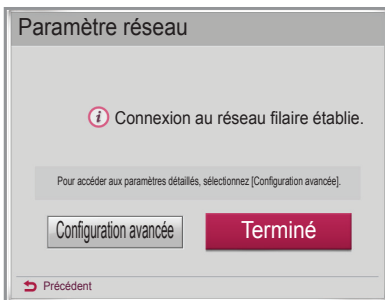 Paramètre réseau
Connexion au réseau filaire établie.
Pour accéder aux paramètres détaillés, sélectionnez [Configuration avancée].
Configuration avancée
Terminé
Précédent